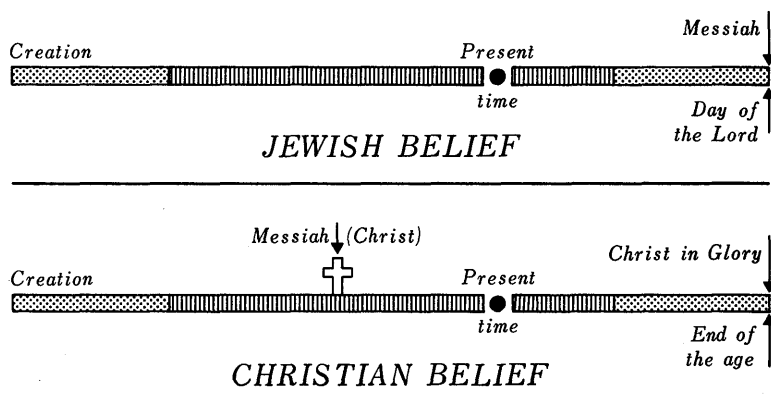 Messiah
Creation
Present
time
Day of
the Lord
JEWISH BELIEF
Messiah (Christ)
Christ in Glory
Creation
Present
time
End of
the age
CHRISTIAN BELIEF